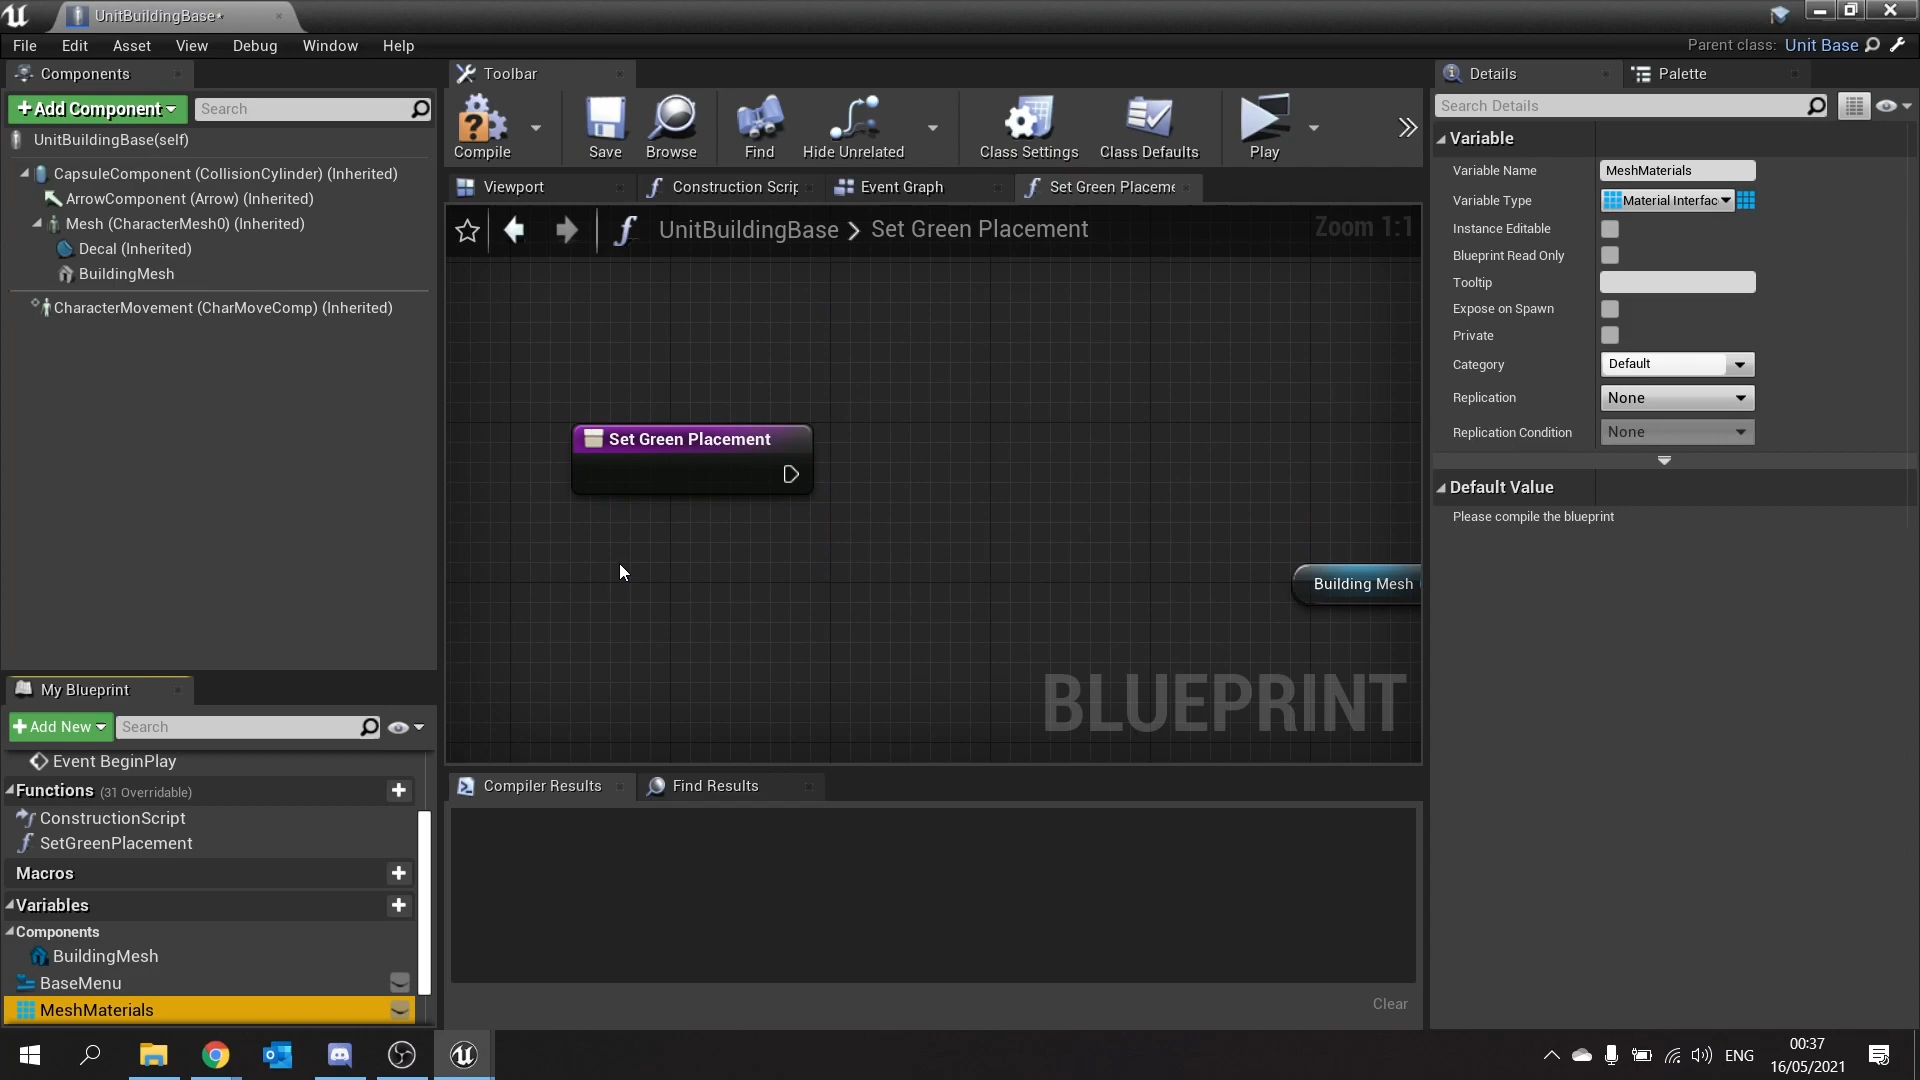 UnitBuildingBase*
File Edit Asset View Debug Window Help
Parent class: Unit Base
Components
+Add Component
Search
UnitBuildingBase(self)
CapsuleComponent (CollisionCylinder) (Inherited)
ArrowComponent (Arrow) (Inherited)
Mesh (CharacterMesh0) (Inherited)
Decal (Inherited)
BuildingMesh
CharacterMovement (CharMoveComp) (Inherited)
My Blueprint
+Add New
Search
Event BeginPlay
Functions (31 Overridable)
ConstructionScript
SetGreenPlacement
Macros
Variables
Components
BuildingMesh
BaseMenu
MeshMaterials
Toolbar
Compile Save Browse Find Hide Unrelated Class Settings Class Defaults Play
Viewport Construction Scrip Event Graph Set Green Placeme
UnitBuildingBase > Set Green Placement
Zoom 1:1
Set Green Placement
Building Mesh
BLUEPRINT
Compiler Results Find Results
Clear
Details Palette
Search Details
Variable
Variable Name MeshMaterials
Variable Type Material Interfac
Instance Editable
Blueprint Read Only
Tooltip
Expose on Spawn
Private
Category Default
Replication None
Replication Condition None
Default Value
Please compile the blueprint
ENG
00:37
16/05/2021